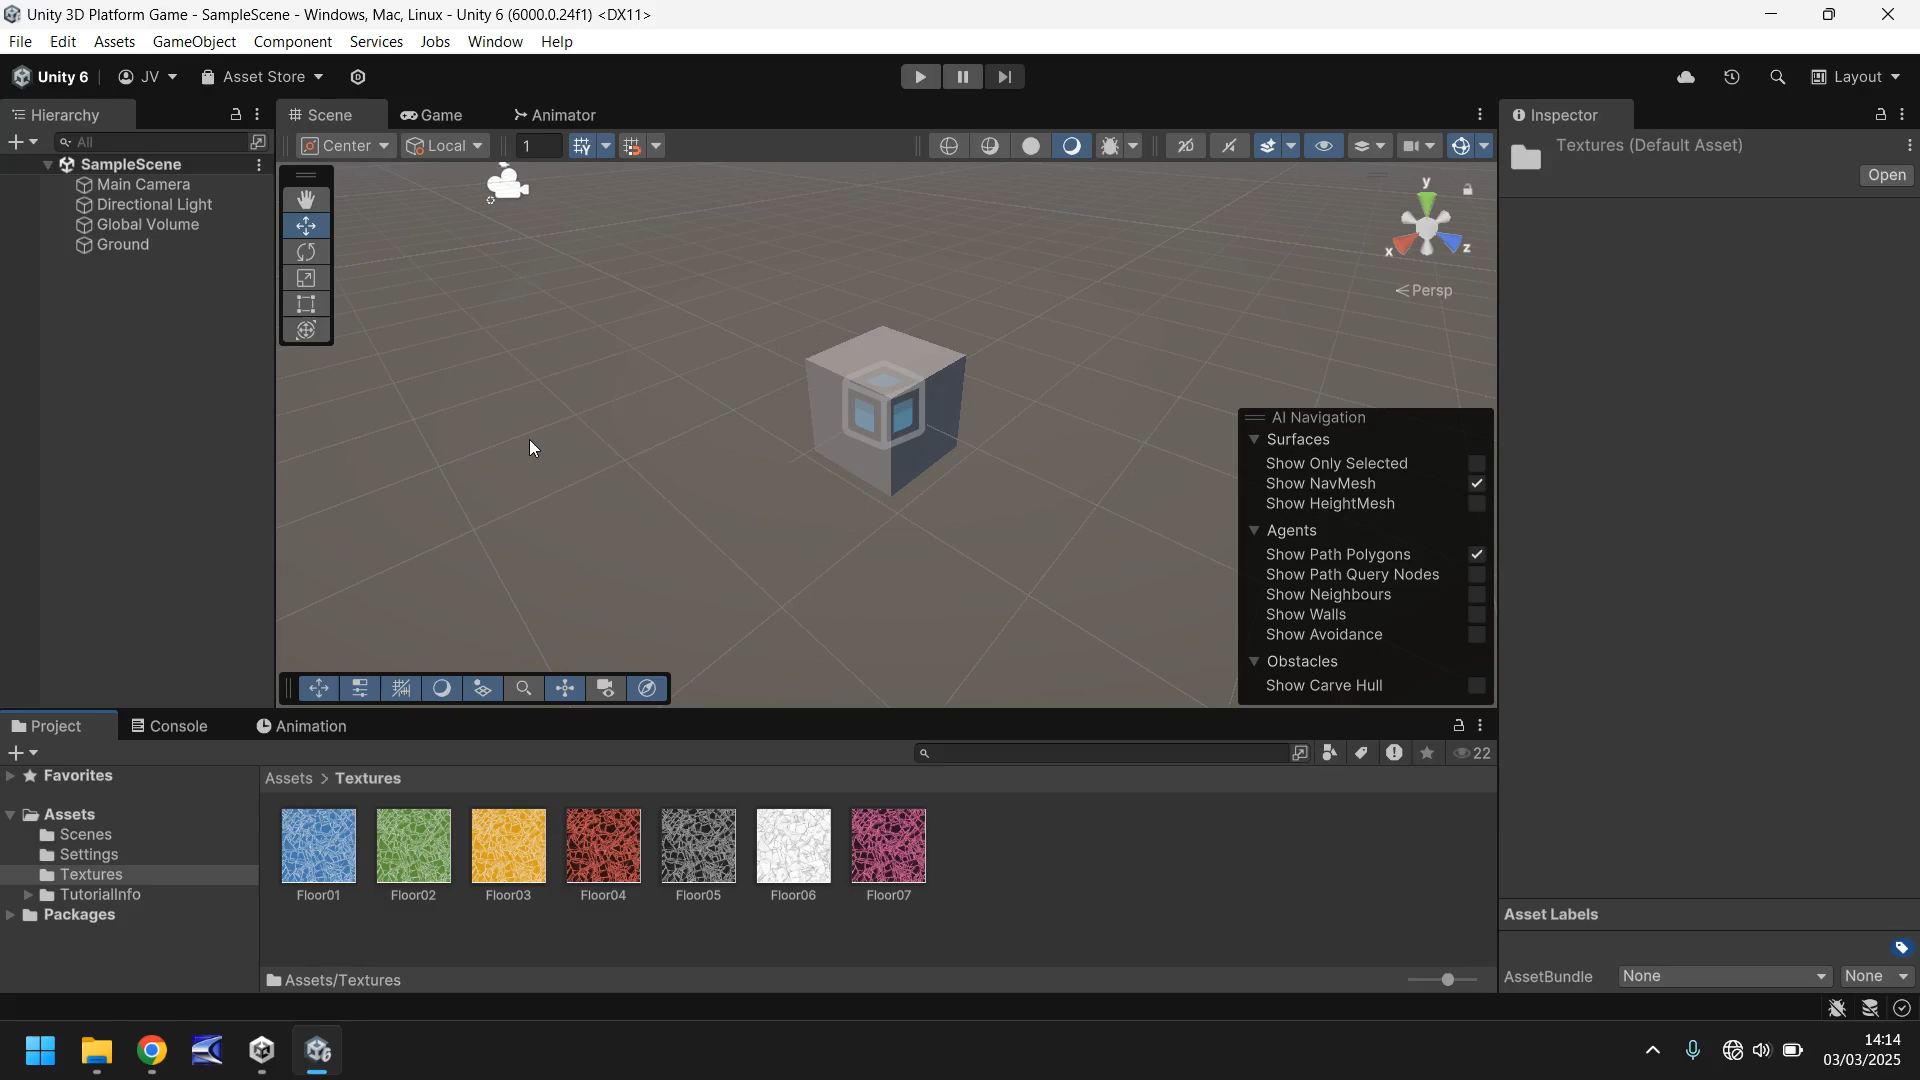 Unity 3D Platform Game - SampleScene - Windows, Mac, Linux - Unity 6 (6000.0.24f1) <DX11>
File Edit Assets GameObject Component Services Jobs Window Help
Unity 6 JV Asset Store Layout
Hierarchy
Scene Game Animator
Inspector
All
Center Local 1
Textures (Default Asset)
Open
SampleScene
Main Camera
Directional Light
Global Volume
Ground
y
x
z
Persp
AI Navigation
Surfaces
Show Only Selected
Show NavMesh
Show HeightMesh
Agents
Show Path Polygons
Show Path Query Nodes
Show Neighbours
Show Walls
Show Avoidance
Obstacles
Show Carve Hull
Project Console Animation
22
Favorites
Assets
Scenes
Settings
Textures
TutorialInfo
Packages
Assets > Textures
Floor01 Floor02 Floor03 Floor04 Floor05 Floor06 Floor07
Assets/Textures
Asset Labels
AssetBundle None None
6
14:14
03/03/2025